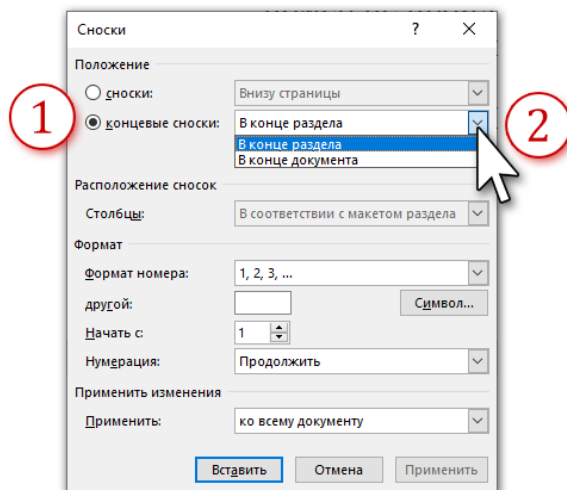 Сноски ?
Положение
сноски: Внизу страницы
1 концевые сноски: В конце раздела 2
В конце раздела
В конце документа
Расположение сносок
Столбцы: В соответствии с макетом раздела
Формат
Формат номера: 1, 2, 3, ...
другой: Символ...
Начать с: 1
Нумерация: Продолжить
Применить изменения
Применить: ко всему документу
Вставить Отмена Применить